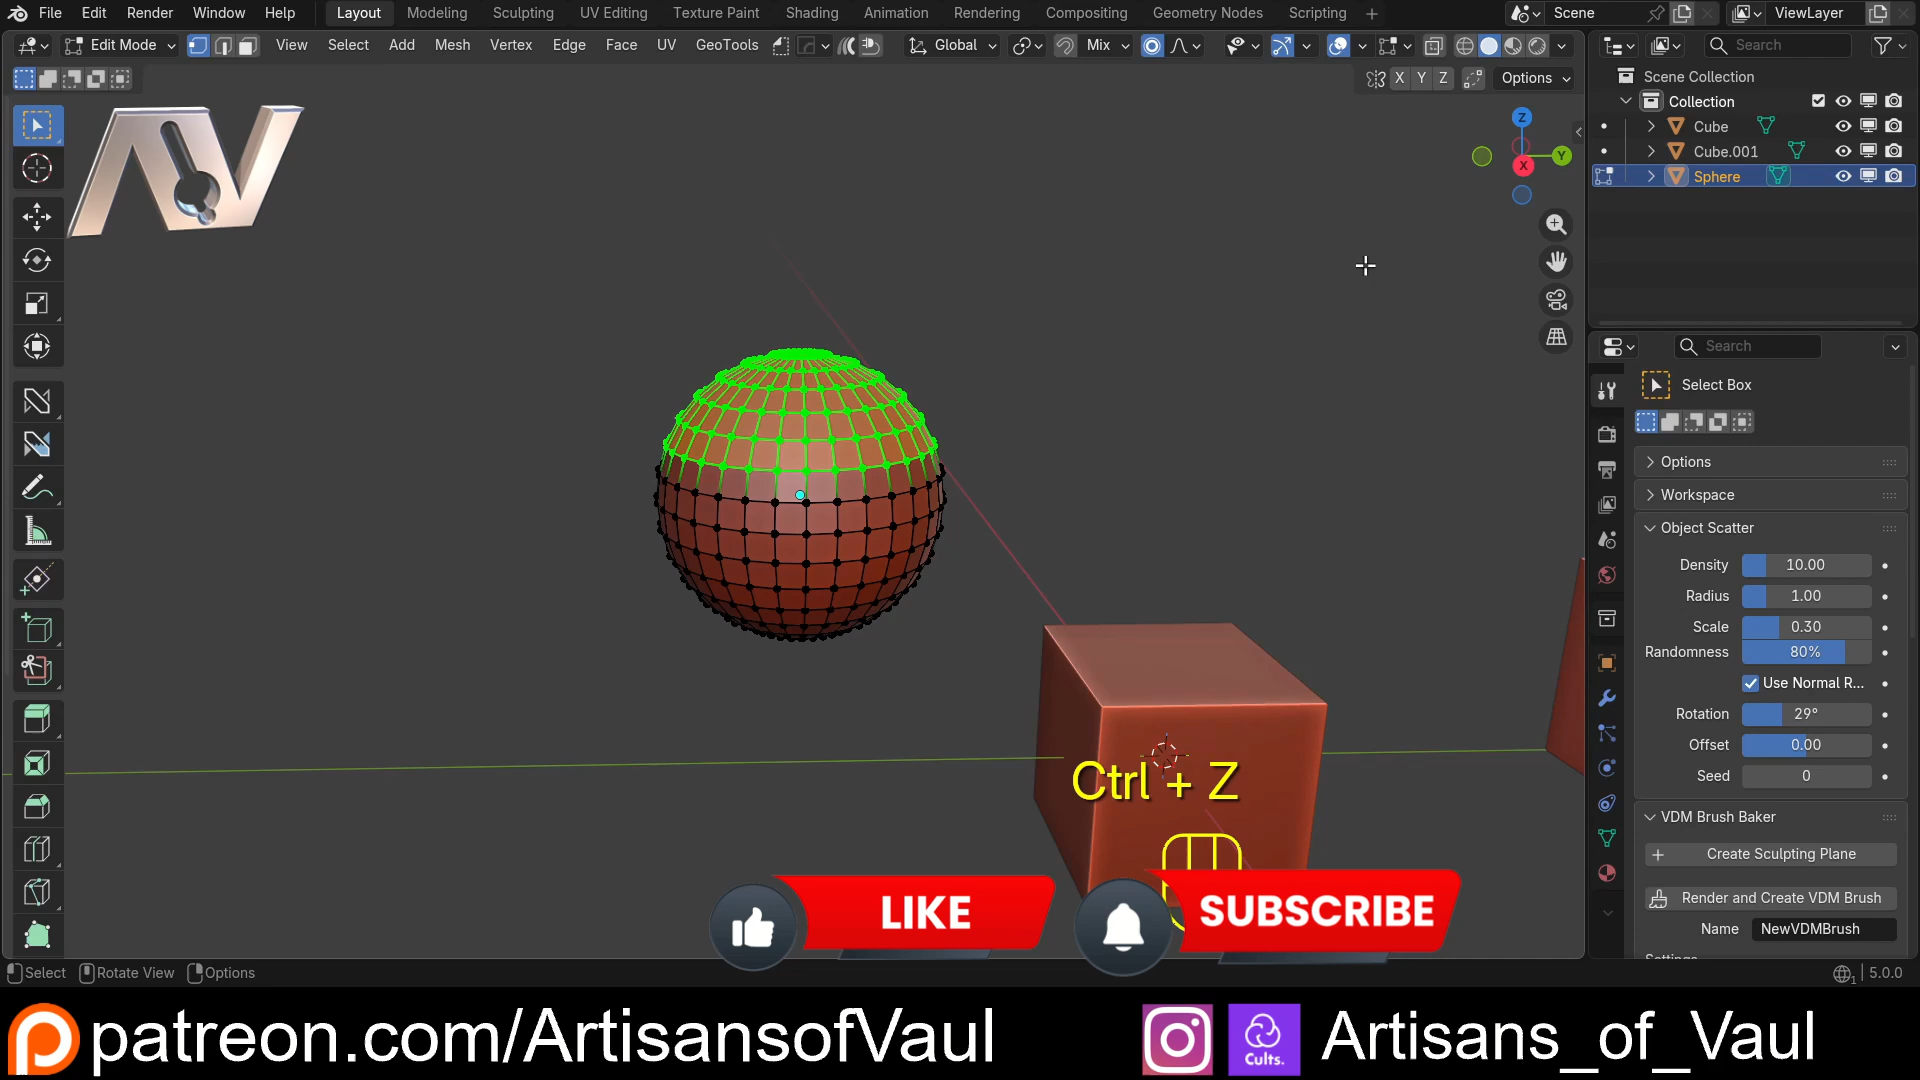 File Edit Render Window Help Layout Modeling Sculpting UV Editing Texture Paint Shading Animation Rendering Compositing Geometry Nodes Scripting Scene ViewLayer
Edit Mode View Select Add Mesh Vertex Edge Face UV GeoTools Global Mix Search
X Y Z Options
Scene Collection
Collection
Cube
Cube.001
Sphere
Z
Y
X
Search
Select Box
Options
Workspace
Object Scatter
Density 10.00
Radius 1.00
Scale 0.30
Randomness 80%
Use Normal R...
Rotation 29°
Offset 0.00
Seed 0
VDM Brush Baker
Create Sculpting Plane
Render and Create VDM Brush
Name NewVDMBrush
Ctrl + Z
LIKE SUBSCRIBE
Select Rotate View Options 5.0.0
patreon.com/ArtisansofVaul Cults. Artisans_of_Vaul